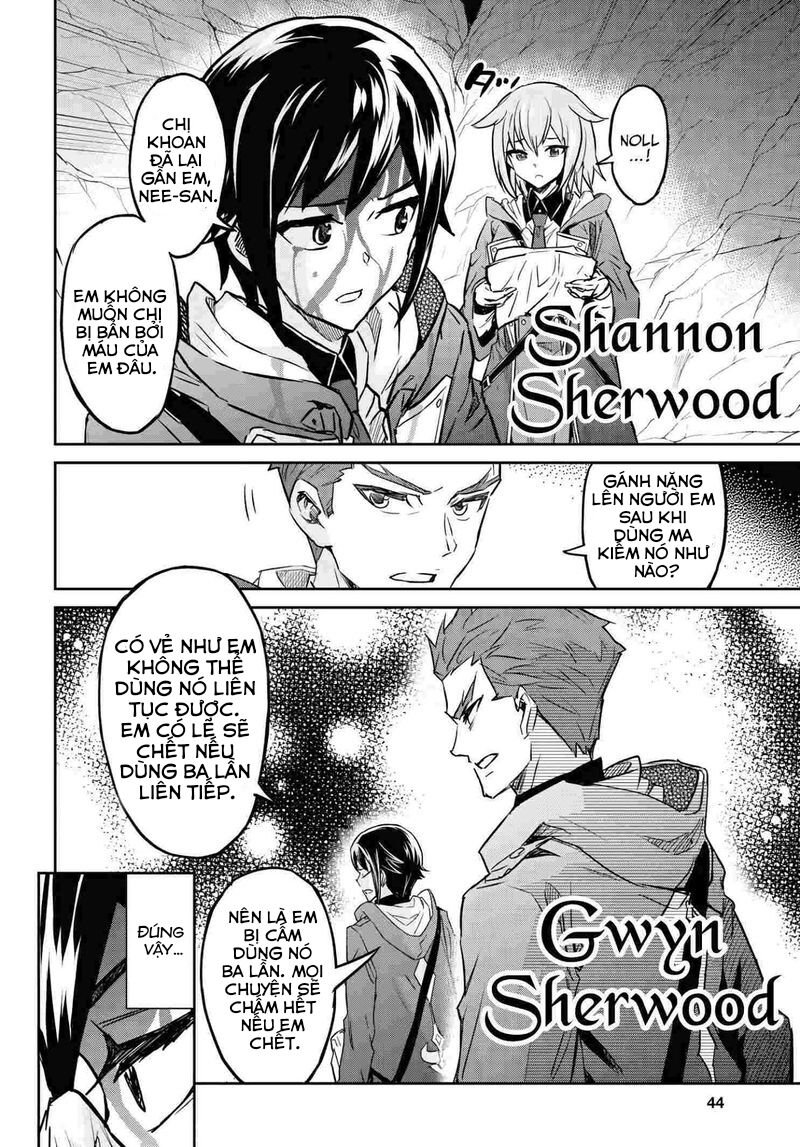 NOLL
...!
ダッ
CHỊ
KHOAN
ĐÃ LẠI
GẦN EM,
NEE-SAN.
EM KHÔNG
MUỐN CHỊ
BỊ BẨN BỞI
MÁU CỦA
EM ĐÂU.
Shannon
Sherwood
GÁNH NẶNG
LÊN NGƯỜI EM
SAU KHI
DÙNG MA
KIẾM NÓ NHƯ
NÀO?
CÓ VẺ NHƯ EM
KHÔNG THỂ
DÙNG NÓ LIÊN
TỤC ĐƯỢC.
EM CÓ LẼ SẼ
CHẾT NẾU
DÙNG BA LẦN
LIÊN TIẾP.
NÊN LÀ EM
BỊ CẤM
DÙNG NÓ
BA LẦN. MỌI
CHUYỆN SẼ
CHẤM HẾT
NẾU EM
CHẾT.
Gwyn
Sherwood
ĐÚNG
VẬY...
44